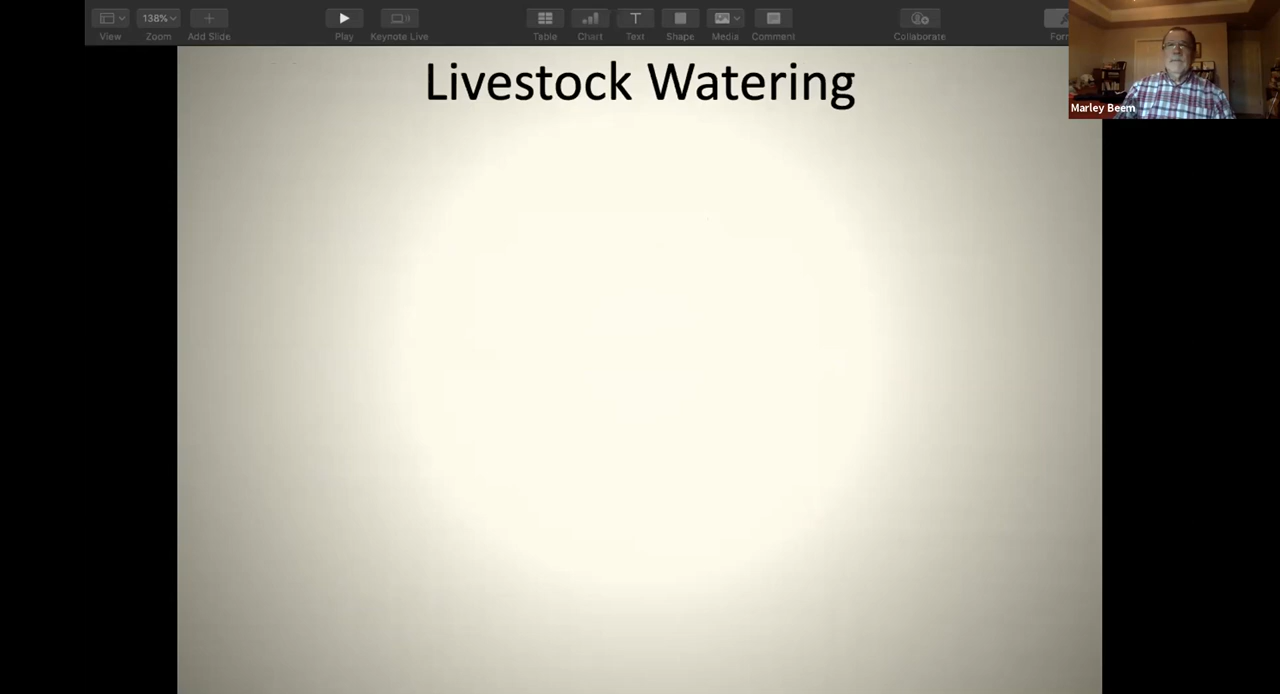 138%
View
Zoom
Add Slide
Play
Keynote Live
Table
Chart
Text
Shape
Media
Comment
Collaborate
Livestock Watering
Marley Beem